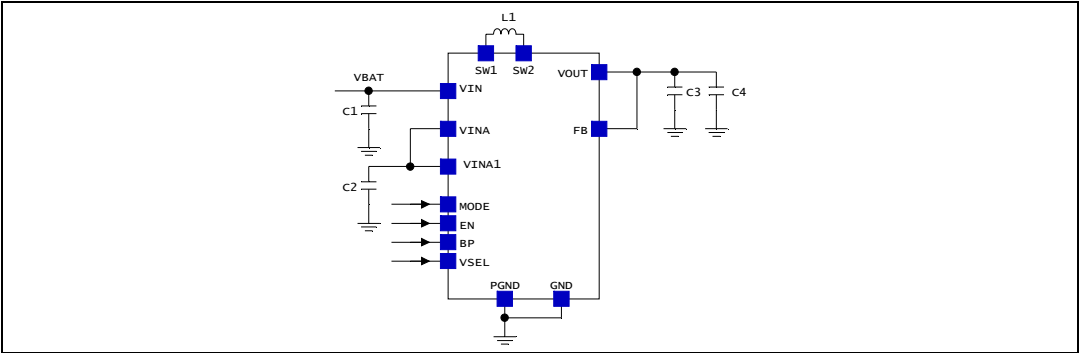 L1
SW1 SW2
VOUT
VBAT
VIN
C3 C4
C1
VINA
FB
VINA1
C2
MODE
EN
BP
VSEL
PGND GND